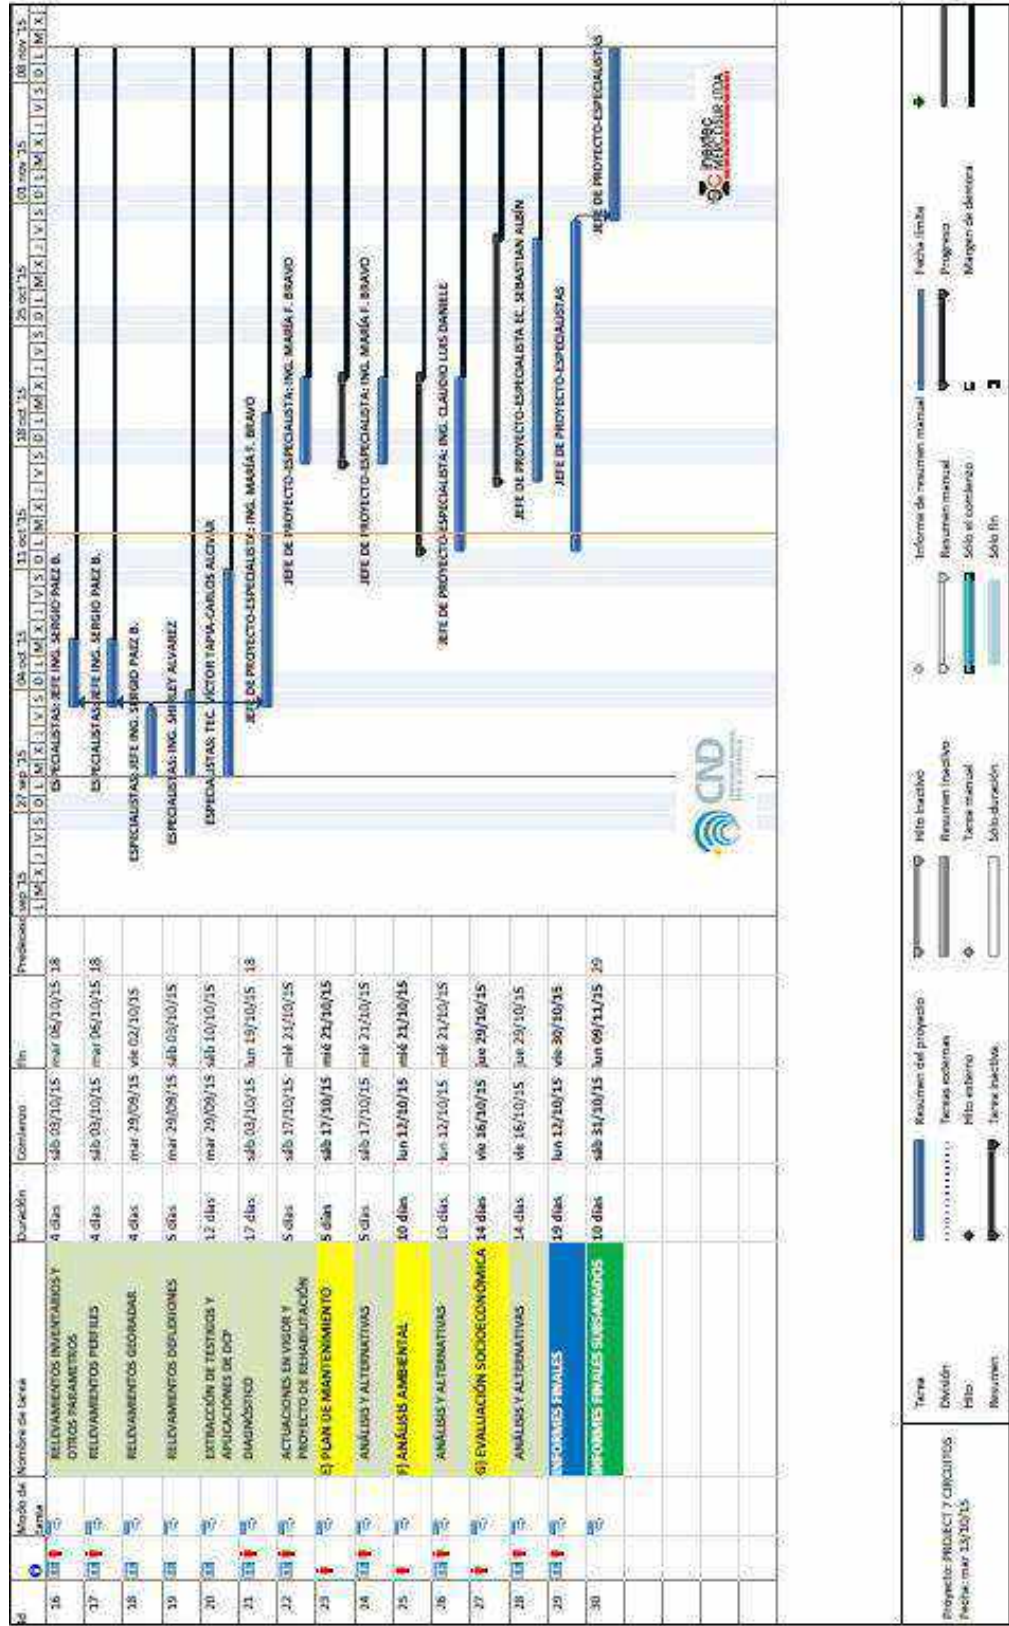 Id
Modo de tarea
Nombre de tarea
Duración
Comienzo
Fin
16 RELEVAMIENTOS INVENTARIOS Y OTROS PARAMETROS 4 días sáb 03/10/15 mar 06/10/15 18
17 RELEVAMIENTOS PERFILES 4 días sáb 03/10/15 mar 06/10/15 18
18 RELEVAMIENTOS GEORADAR 4 días mar 29/09/15 vie 02/10/15
19 RELEVAMIENTOS DEFLEXIONES 5 días mar 29/09/15 sáb 03/10/15
20 EXTRACCIÓN DE TESTIGOS Y APLICACIONES DE DCP 12 días mar 29/09/15 sáb 10/10/15
21 DIAGNÓSTICO 17 días sáb 03/10/15 lun 19/10/15 18
22 ACTUACIONES EN VIGOR Y PROYECTO DE REHABILITACIÓN 5 días sáb 17/10/15 mié 21/10/15
23 E) PLAN DE MANTENIMIENTO 5 días sáb 17/10/15 mié 21/10/15
24 ANÁLISIS Y ALTERNATIVAS 5 días sáb 17/10/15 mié 21/10/15
25 F) ANÁLISIS AMBIENTAL 10 días lun 12/10/15 mié 21/10/15
26 ANÁLISIS Y ALTERNATIVAS 10 días lun 12/10/15 mié 21/10/15
27 G) EVALUACIÓN SOCIOECONÓMICA 14 días vie 16/10/15 jue 29/10/15
28 ANÁLISIS Y ALTERNATIVAS 14 días vie 16/10/15 jue 29/10/15
29 INFORMES FINALES 19 días lun 12/10/15 vie 30/10/15
30 INFORMES FINALES SUBSANADOS 10 días sáb 31/10/15 lun 09/11/15 29
sep '15 27 sep '15 04 oct '15 11 oct '15 18 oct '15 25 oct '15 01 nov '15 08 nov '15
L M X J V S D L M X J V S D L M X J V S D L M X J V S D L M X J V S D L M X J V S D L M X J V S D L M X
ESPECIALISTAS: JEFE ING. SERGIO PAEZ B.
ESPECIALISTAS: JEFE ING. SERGIO PAEZ B.
ESPECIALISTAS: JEFE ING. SERGIO PAEZ B.
ESPECIALISTAS: ING. SHIRLEY ALVAREZ
ESPECIALISTAS: TEC. VÍCTOR TAPIA-CARLOS ALCIVAR
JEFE DE PROYECTO-ESPECIALISTA: ING. MARÍA F. BRAVO
JEFE DE PROYECTO-ESPECIALISTA: ING. MARÍA F. BRAVO
JEFE DE PROYECTO-ESPECIALISTA: ING. MARÍA F. BRAVO
JEFE DE PROYECTO-ESPECIALISTA: ING. CLAUDIO LUIS DANIELE
JEFE DE PROYECTO-ESPECIALISTA EC. SEBASTIAN ALBÍN
JEFE DE PROYECTO-ESPECIALISTAS
JEFE DE PROYECTO-ESPECIALISTAS
CND
inextec
MERCOSUR LTDA
Proyecto: PROJECT 7 CIRCUITOS
Fecha: mar 13/10/15
Tarea
División
Hito
Resumen
Resumen del proyecto
Tareas externas
Hito externo
Tarea inactiva
Hito inactivo
Resumen inactivo
Tarea manual
Sólo duración
Informe de resumen manual
Resumen manual
Sólo el comienzo
Sólo fin
Fecha límite
Progreso
Margen de demora